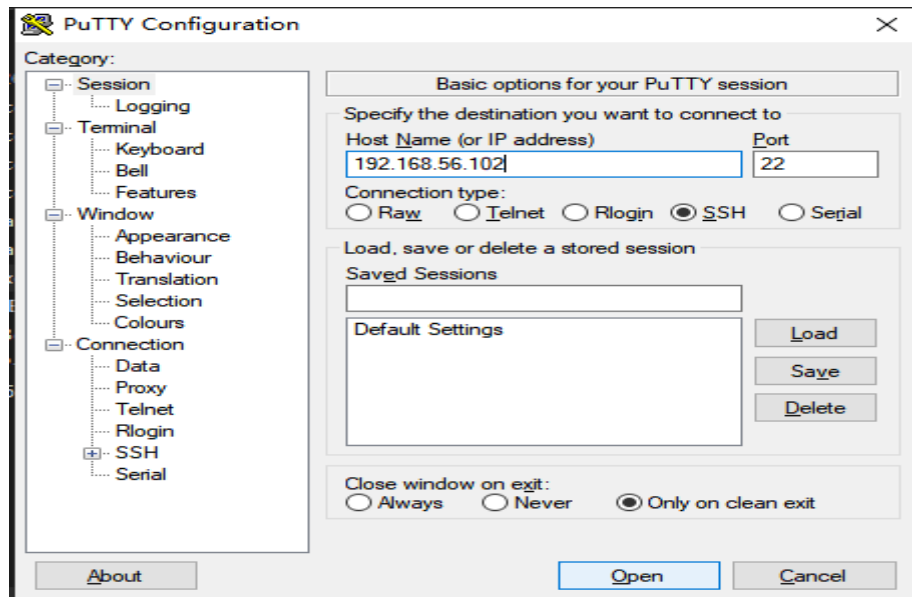 PuTTY Configuration
Category:
Session
Logging
Terminal
Keyboard
Bell
Features
Window
Appearance
Behaviour
Translation
Selection
Colours
Connection
Data
Proxy
Telnet
Rlogin
SSH
Serial
Basic options for your PuTTY session
Specify the destination you want to connect to
Host Name (or IP address) Port
192.168.56.102 22
Connection type:
Raw Telnet Rlogin SSH Serial
Load, save or delete a stored session
Saved Sessions
Default Settings
Load
Save
Delete
Close window on exit:
Always Never Only on clean exit
About Open Cancel